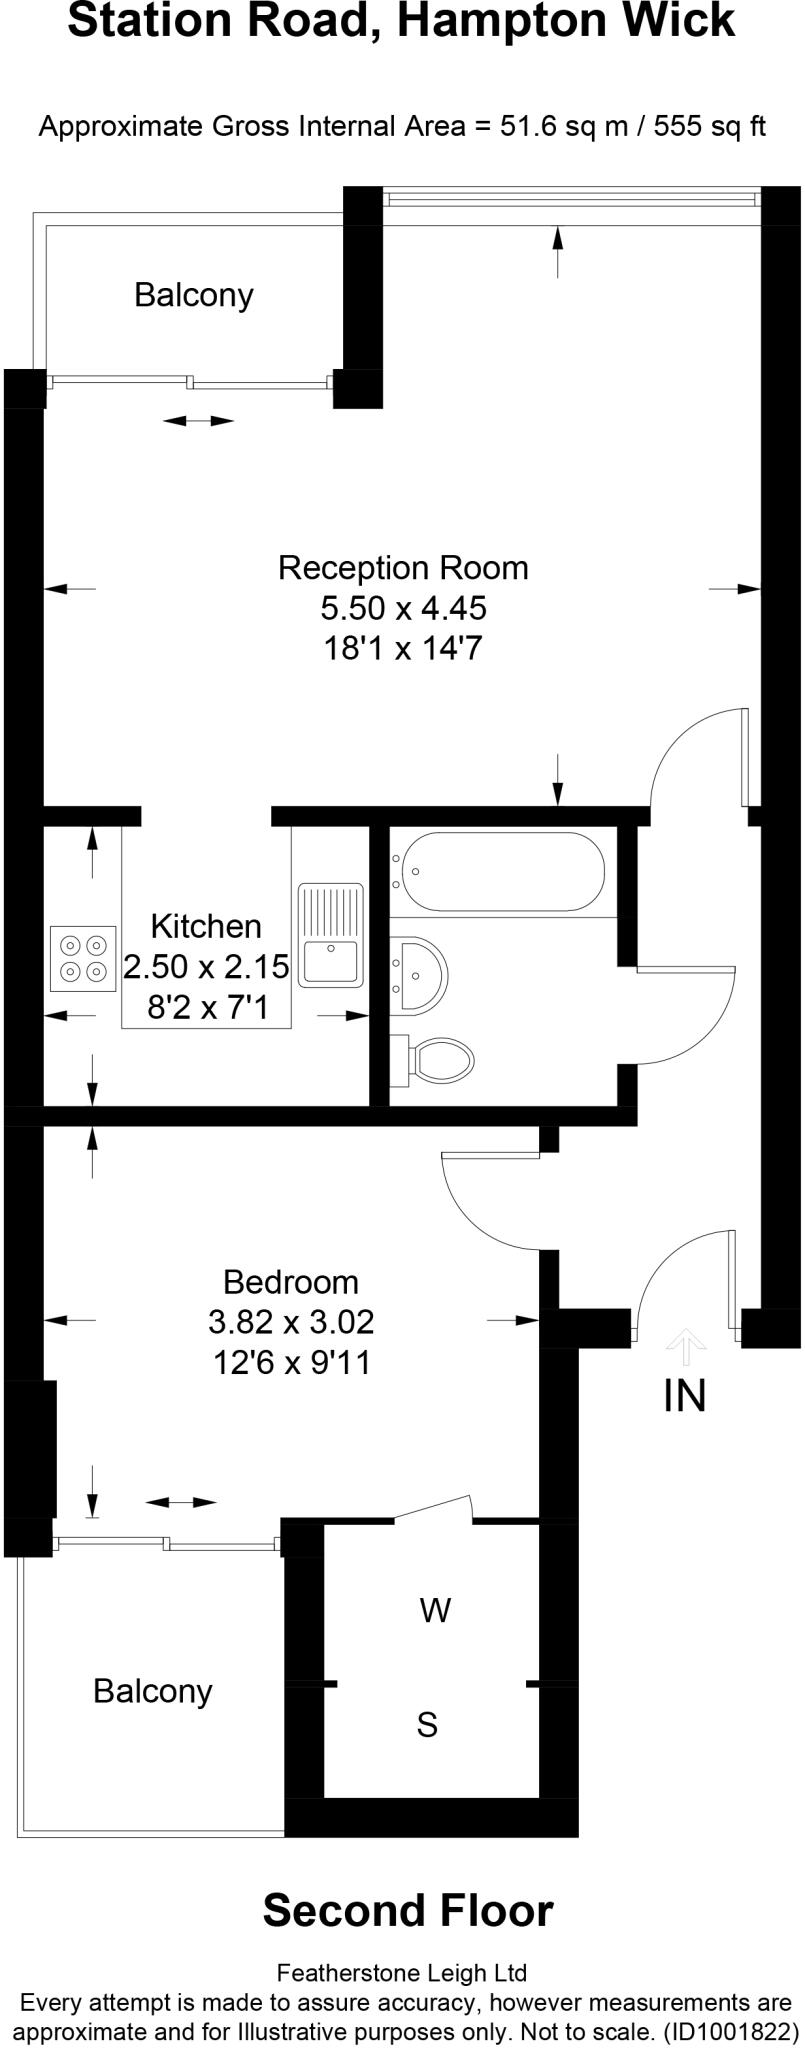 Station Road, Hampton Wick
Approximate Gross Internal Area = 51.6 sq m / 555 sq ft
Balcony
Reception Room
5.50 x 4.45
18'1 x 14'7
Kitchen
2.50 x 2.15
8'2 x 7'1
Bedroom
3.82 x 3.02
12'6 x 9'11
IN
W
Balcony
S
Second Floor
Featherstone Leigh Ltd
Every attempt is made to assure accuracy, however measurements are
approximate and for Illustrative purposes only. Not to scale. (ID1001822)